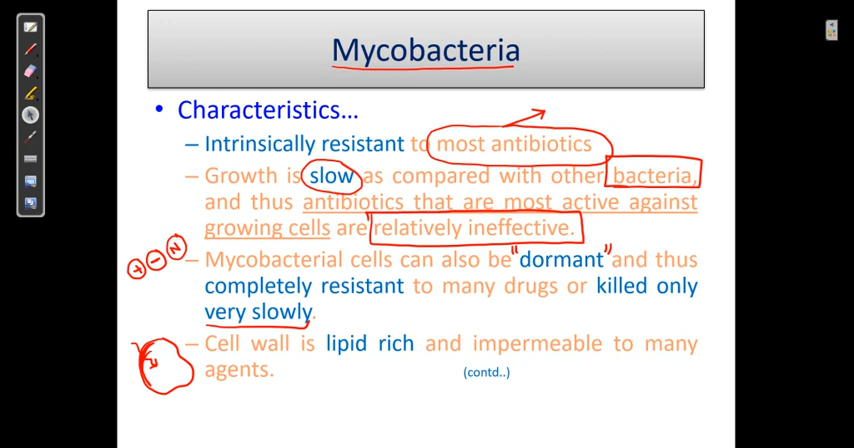 Mycobacteria
• Characteristics...
– Intrinsically resistant to most antibiotics
– Growth is slow as compared with other bacteria,
and thus antibiotics that are most active against
growing cells are relatively ineffective.
+ – N
– Mycobacterial cells can also be "dormant" and thus
completely resistant to many drugs or killed only
very slowly.
– Cell wall is lipid rich and impermeable to many
agents.
(contd..)